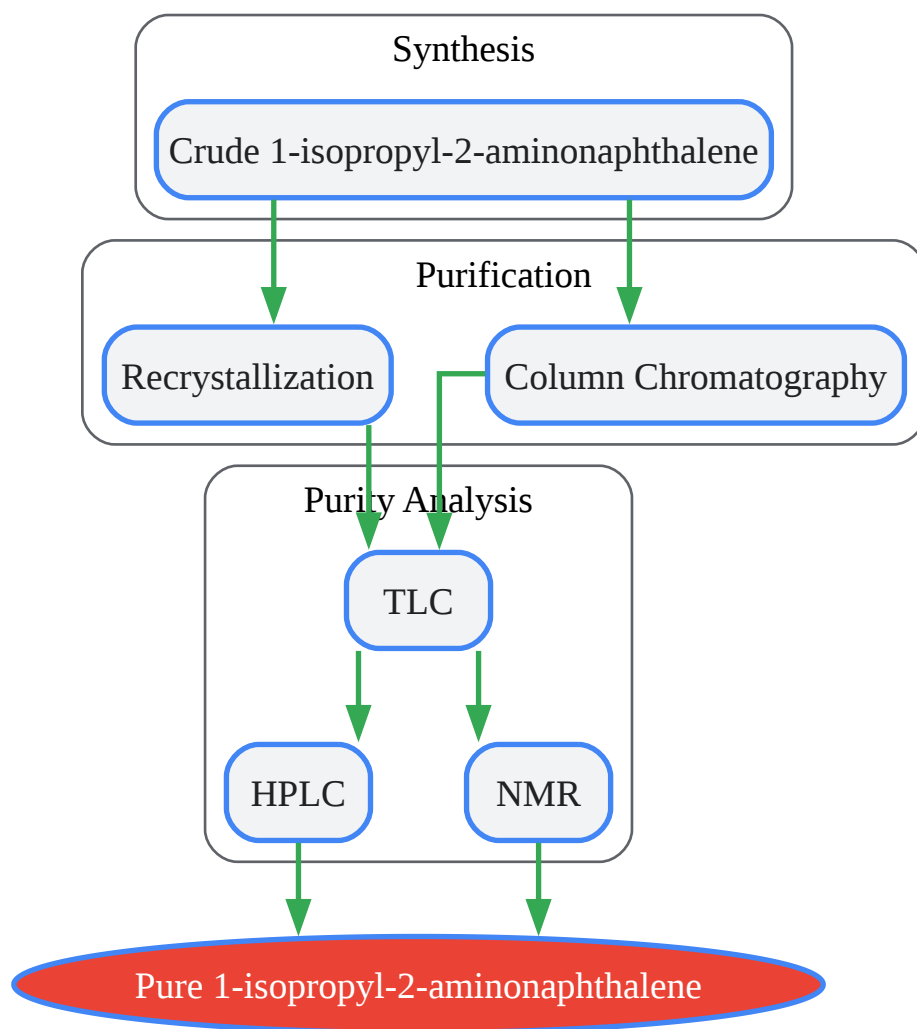 Synthesis
Crude 1-isopropyl-2-aminonaphthalene
Purification
Recrystallization
Column Chromatography
Purity Analysis
TLC
HPLC
NMR
Pure 1-isopropyl-2-aminonaphthalene